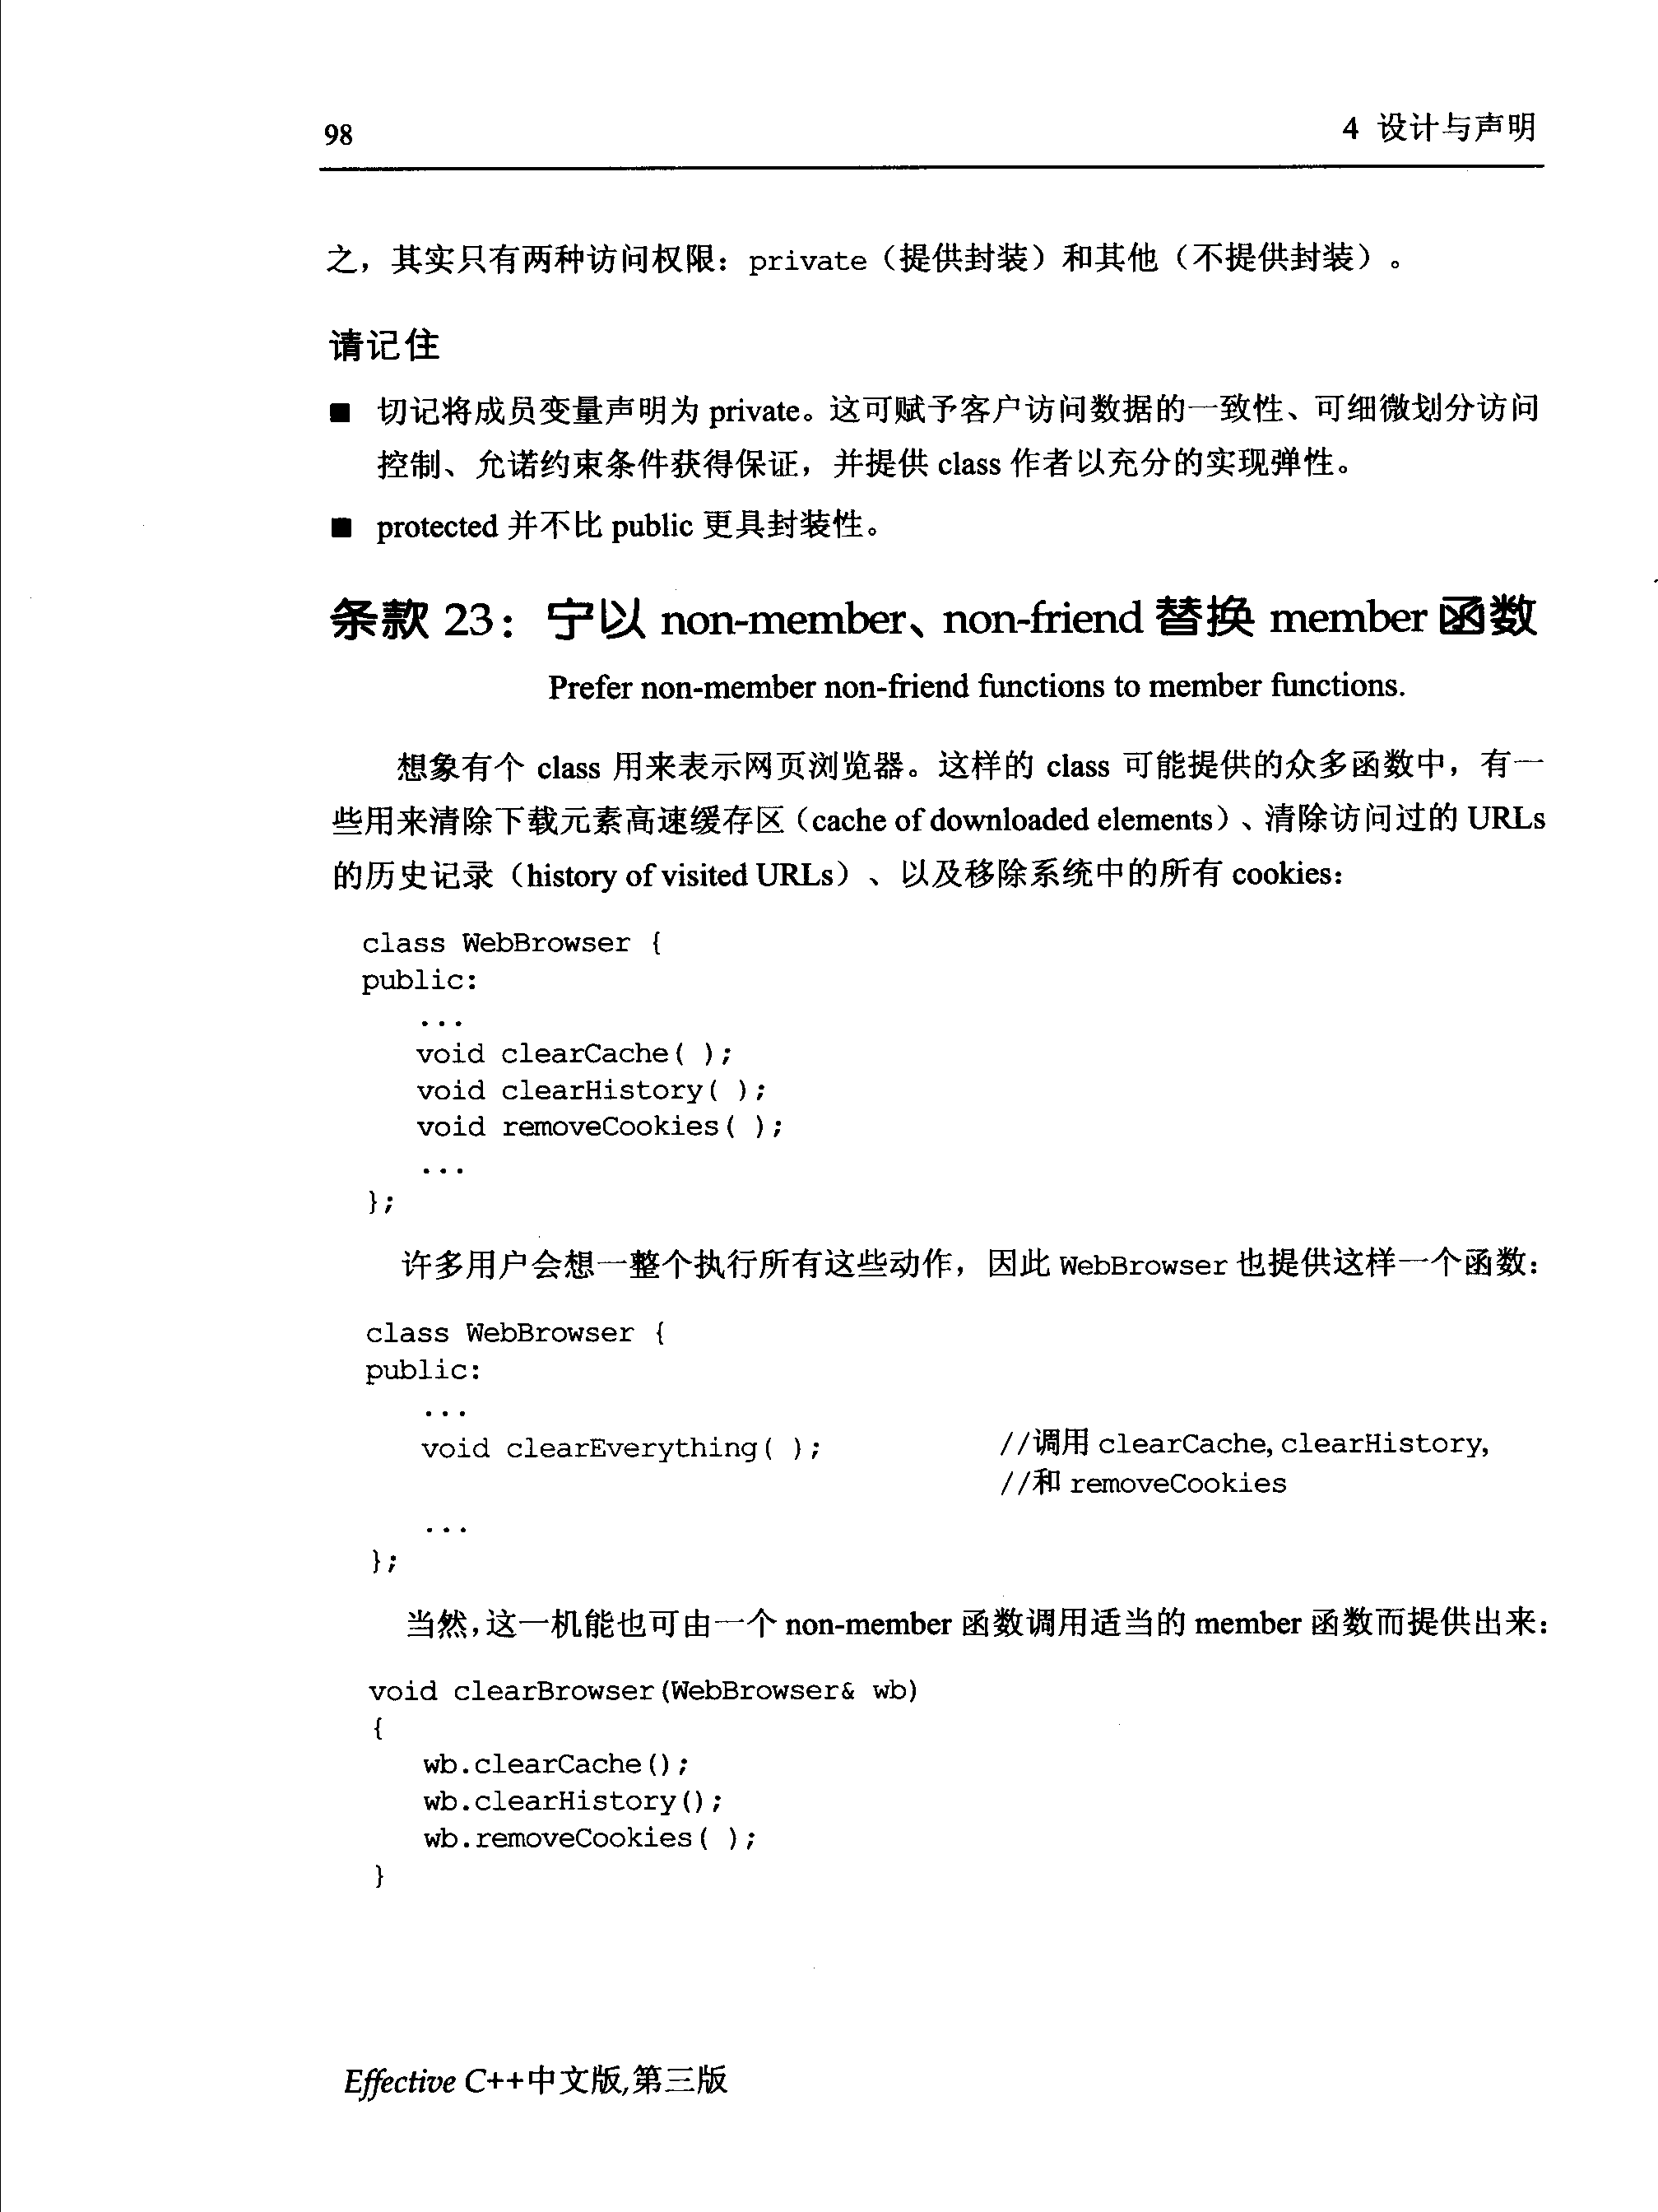 98
4 设计与声明
之，其实只有两种访问权限：private（提供封装）和其他（不提供封装）。
请记住
■ 切记将成员变量声明为 private。这可赋予客户访问数据的一致性、可细微划分访问
控制、允诺约束条件获得保证，并提供 class 作者以充分的实现弹性。
■ protected 并不比 public 更具封装性。
条款 23：宁以 non-member、non-friend 替换 member 函数
Prefer non-member non-friend functions to member functions.
想象有个 class 用来表示网页浏览器。这样的 class 可能提供的众多函数中，有一
些用来清除下载元素高速缓存区（cache of downloaded elements）、清除访问过的 URLs
的历史记录（history of visited URLs）、以及移除系统中的所有 cookies：
class WebBrowser {
public:
...
void clearCache( );
void clearHistory( );
void removeCookies( );
...
};
许多用户会想一整个执行所有这些动作，因此 WebBrowser 也提供这样一个函数：
class WebBrowser {
public:
...
void clearEverything( ); //调用 clearCache, clearHistory,
//和 removeCookies
...
};
当然，这一机能也可由一个 non-member 函数调用适当的 member 函数而提供出来：
void clearBrowser(WebBrowser& wb)
{
wb.clearCache();
wb.clearHistory();
wb.removeCookies( );
}
Effective C++中文版,第三版